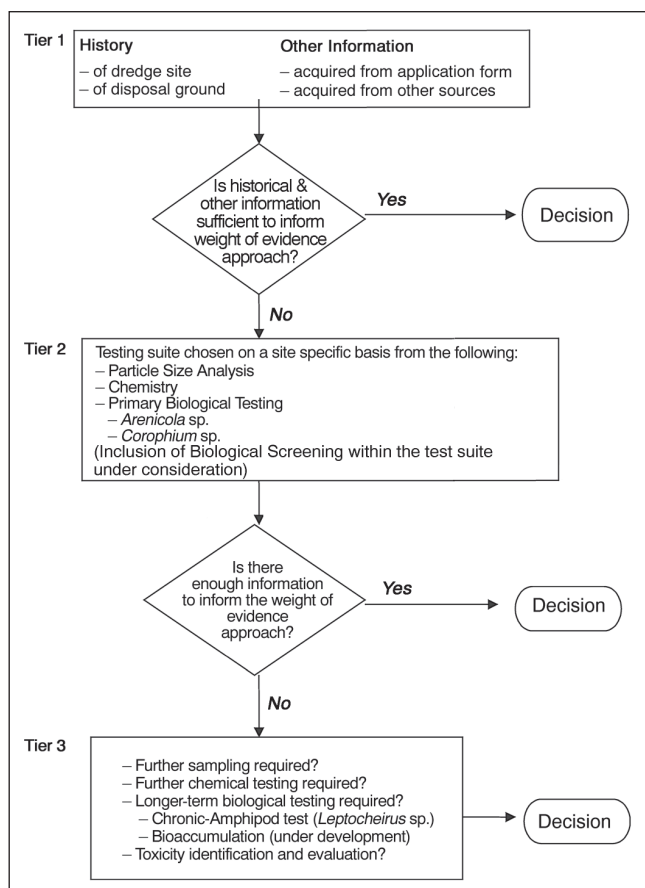 Tier 1
History
– of dredge site
– of disposal ground
Other Information
– acquired from application form
– acquired from other sources
Is historical &
other information
sufficient to inform
weight of evidence
approach?
Yes
Decision
No
Tier 2
Testing suite chosen on a site specific basis from the following:
– Particle Size Analysis
– Chemistry
– Primary Biological Testing
– Arenicola sp.
– Corophium sp.
(Inclusion of Biological Screening within the test suite
under consideration)
Is there
enough information
to inform the weight of
evidence
approach?
Yes
Decision
No
Tier 3
– Further sampling required?
– Further chemical testing required?
– Longer-term biological testing required?
– Chronic-Amphipod test (Leptocheirus sp.)
– Bioaccumulation (under development)
– Toxicity identification and evaluation?
Decision